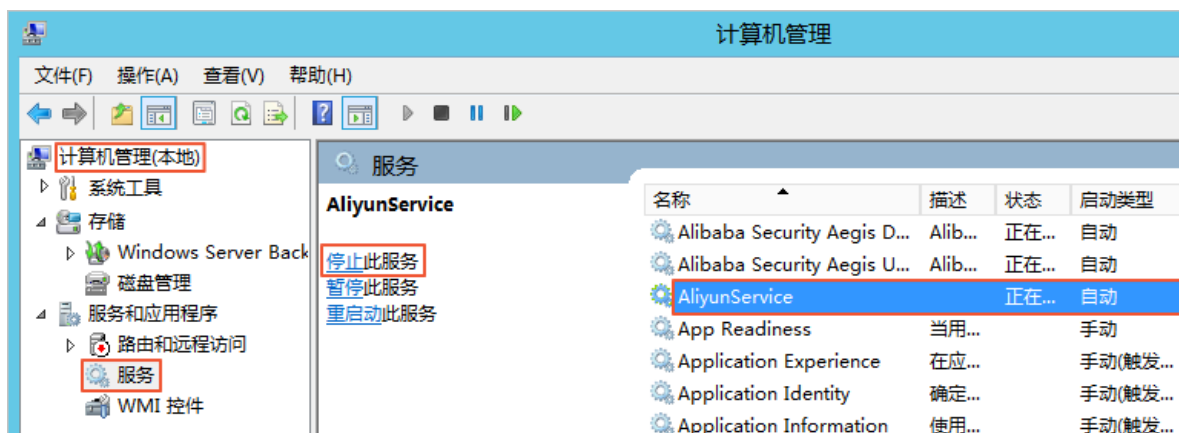 计算机管理
文件(F) 操作(A) 查看(V) 帮助(H)
计算机管理(本地)
系统工具
存储
Windows Server Back
磁盘管理
服务和应用程序
路由和远程访问
服务
WMI 控件
服务
AliyunService
停止此服务
暂停此服务
重启动此服务
名称 描述 状态 启动类型
Alibaba Security Aegis D... Alib... 正在... 自动
Alibaba Security Aegis U... Alib... 正在... 自动
AliyunService 正在... 自动
App Readiness 当用... 手动
Application Experience 在应... 手动(触发...
Application Identity 确定... 手动(触发...
Application Information 使用... 手动(触发...